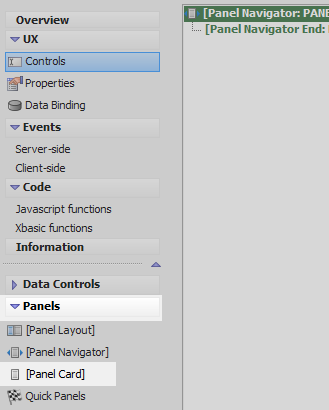 Overview
UX
Controls
Properties
Data Binding
Events
Server-side
Client-side
Code
Javascript functions
Xbasic functions
Information
Data Controls
Panels
[Panel Layout]
[Panel Navigator]
[Panel Card]
Quick Panels
[Panel Navigator: PANE
[Panel Navigator End: